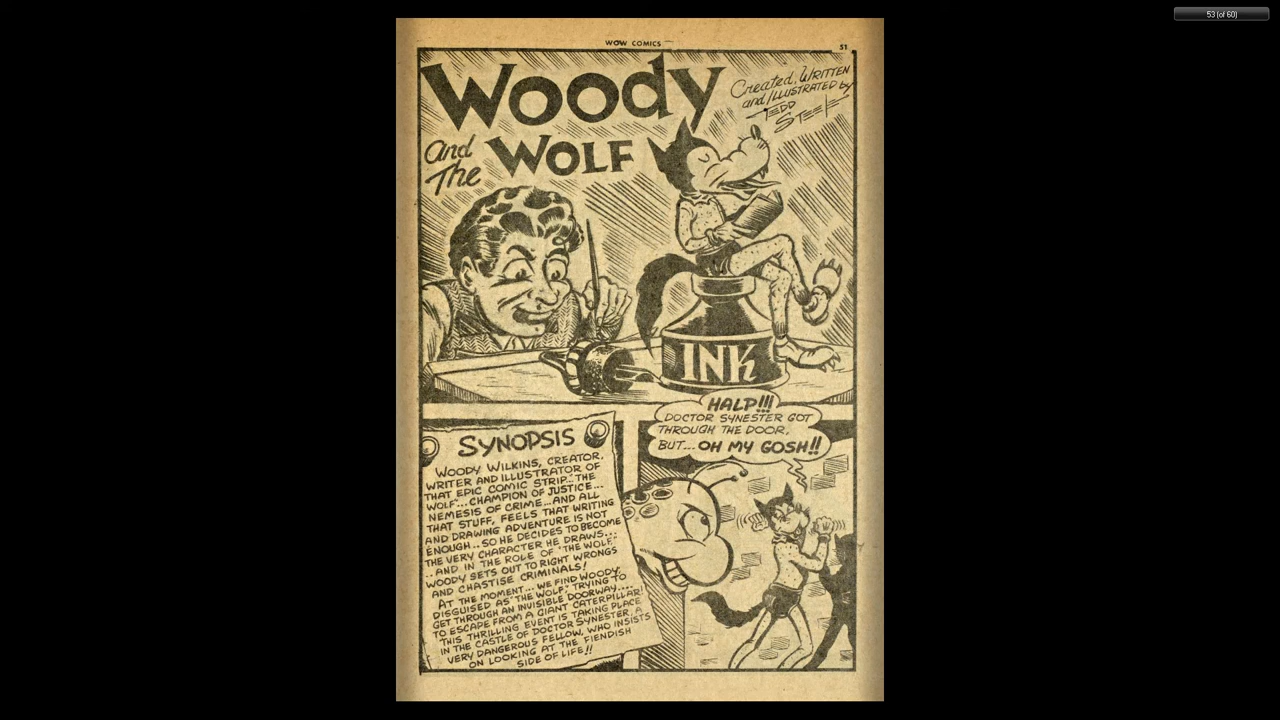 53 (of 60)
WOW COMICS
51
Woody
and The WOLF
Created, WRITTEN
and ILLUSTRATED by
TEDD
STEELE
INK
HALP!!!
DOCTOR SYNESTER GOT
THROUGH THE DOOR,
BUT... OH MY GOSH!!
SYNOPSIS
WOODY WILKINS, CREATOR,
WRITER AND ILLUSTRATOR OF
THAT EPIC COMIC STRIP.. "THE
WOLF"... CHAMPION OF JUSTICE...
NEMESIS OF CRIME...AND ALL
THAT STUFF, FEELS THAT WRITING
AND DRAWING ADVENTURE IS NOT
ENOUGH.. SO HE DECIDES TO BECOME
THE VERY CHARACTER HE DRAWS...
..AND IN THE ROLE OF "THE WOLF"
WOODY SETS OUT TO RIGHT WRONGS
AND CHASTISE CRIMINALS!
AT THE MOMENT... WE FIND WOODY,
DISGUISED AS "THE WOLF" TRYING TO
GET THROUGH AN INVISIBLE DOORWAY....
TO ESCAPE FROM A GIANT CATERPILLAR!
THIS THRILLING EVENT IS TAKING PLACE
IN THE CASTLE OF DOCTOR SYNESTER, A
VERY DANGEROUS FELLOW, WHO INSISTS
ON LOOKING AT THE FIENDISH
SIDE OF LIFE!!